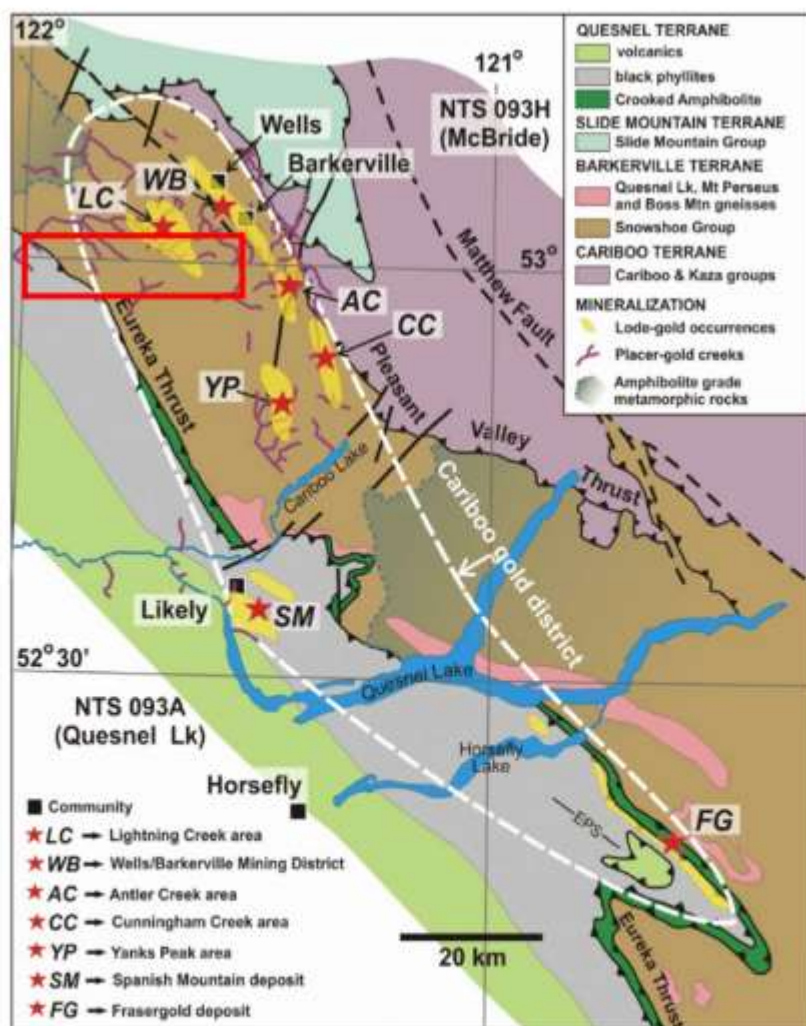 122°
121°
NTS 093H
(McBride)
Wells
Barkerville
WB
LC
53°
AC
CC
YP
Matthew Fault
Eureka Thrust
Pleasant
Valley
Thrust
Cariboo Lake
Cariboo gold district
Likely
SM
52° 30'
Quesnel Lake
NTS 093A
(Quesnel Lk)
Horsefly
Lake
Horsefly
EPS
FG
Eureka Thrust
20 km
Community
LC Lightning Creek area
WB Wells/Barkerville Mining District
AC Antler Creek area
CC Cunningham Creek area
YP Yanks Peak area
SM Spanish Mountain deposit
FG Frasergold deposit
QUESNEL TERRANE
volcanics
black phyllites
Crooked Amphibolite
SLIDE MOUNTAIN TERRANE
Slide Mountain Group
BARKERVILLE TERRANE
Quesnel Lk, Mt Perseus
and Boss Mtn gneisses
Snowshoe Group
CARIBOO TERRANE
Cariboo & Kaza groups
MINERALIZATION
Lode-gold occurrences
Placer-gold creeks
Amphibolite grade
metamorphic rocks